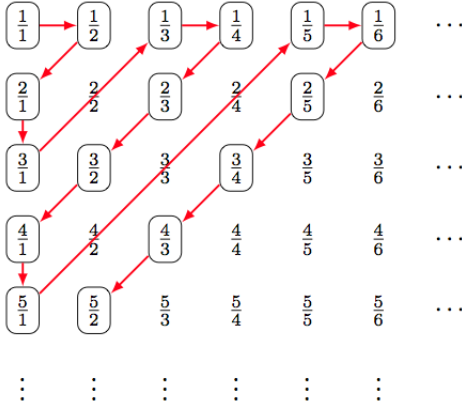 1/1 1/2 1/3 1/4 1/5 1/6 ⋯
2/1 2/2 2/3 2/4 2/5 2/6 ⋯
3/1 3/2 3/3 3/4 3/5 3/6 ⋯
4/1 4/2 4/3 4/4 4/5 4/6 ⋯
5/1 5/2 5/3 5/4 5/5 5/6 ⋯
⋮ ⋮ ⋮ ⋮ ⋮ ⋮